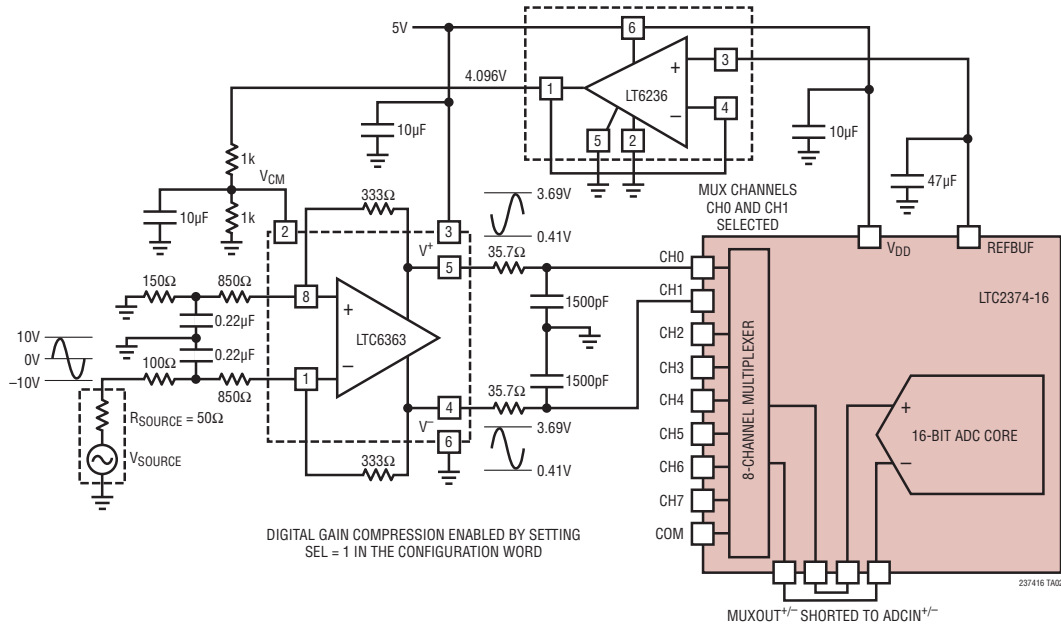 5V
6
3
4.096V
1
+
LT6236
–
4
5
2
10µF
10µF
47µF
1k
VCM
1k
10µF
333Ω
3.69V
0.41V
MUX CHANNELS
CH0 AND CH1
SELECTED
2
3
V+
5
35.7Ω
VDD
REFBUF
LTC2374-16
150Ω
850Ω
8
+
LTC6363
–
0.22µF
0.22µF
10V
0V
–10V
100Ω
850Ω
1
1500pF
1500pF
35.7Ω
4
V–
6
3.69V
0.41V
RSOURCE = 50Ω
VSOURCE
333Ω
CH0
CH1
CH2
CH3
CH4
CH5
CH6
CH7
COM
8-CHANNEL MULTIPLEXER
+
16-BIT ADC CORE
–
DIGITAL GAIN COMPRESSION ENABLED BY SETTING
SEL = 1 IN THE CONFIGURATION WORD
237416 TA02
MUXOUT+/– SHORTED TO ADCIN+/–